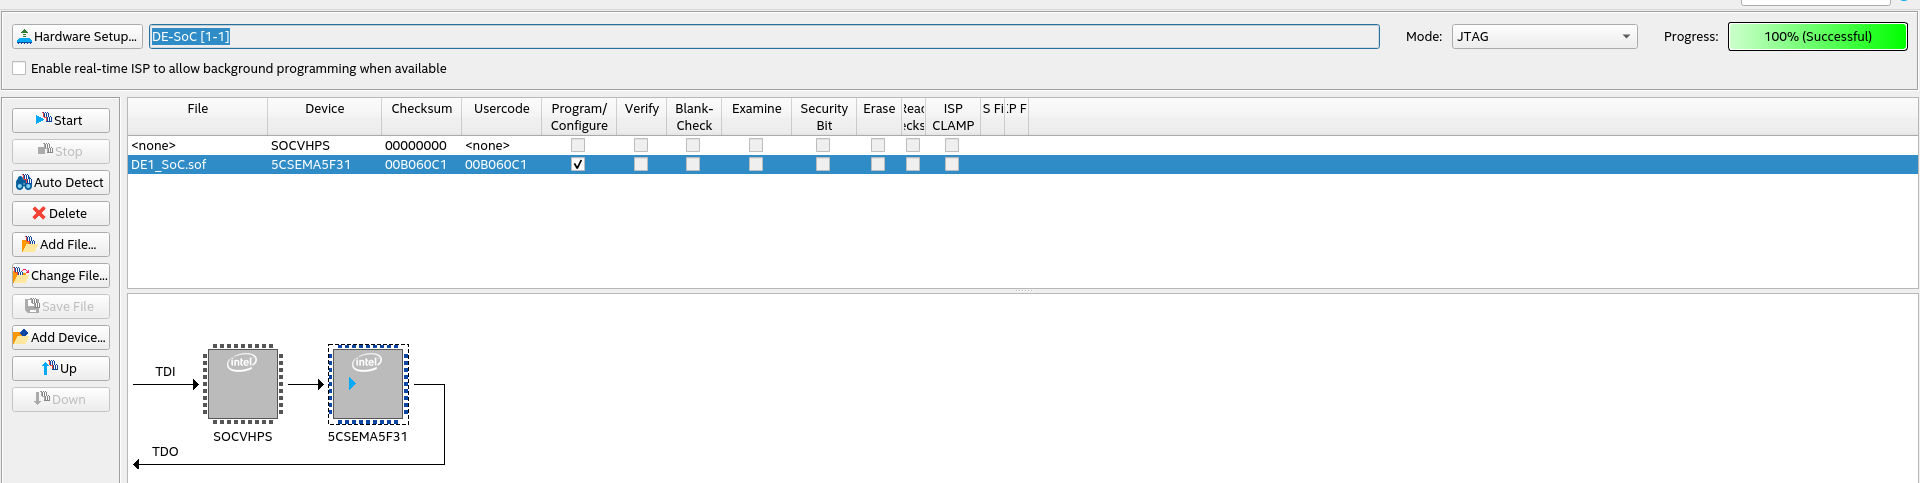 Hardware Setup... DE-SoC [1-1] Mode: JTAG Progress: 100% (Successful)
Enable real-time ISP to allow background programming when available
Start
Stop
Auto Detect
Delete
Add File...
Change File...
Save File
Add Device...
Up
Down
File Device Checksum Usercode Program/ Verify Blank- Examine Security Erase ISP S Fi P F
Configure Check Bit CLAMP
<none> SOCVHPS 00000000 <none>
DE1_SoC.sof 5CSEMA5F31 00B060C1 00B060C1
intel intel
TDI
SOCVHPS 5CSEMA5F31
TDO